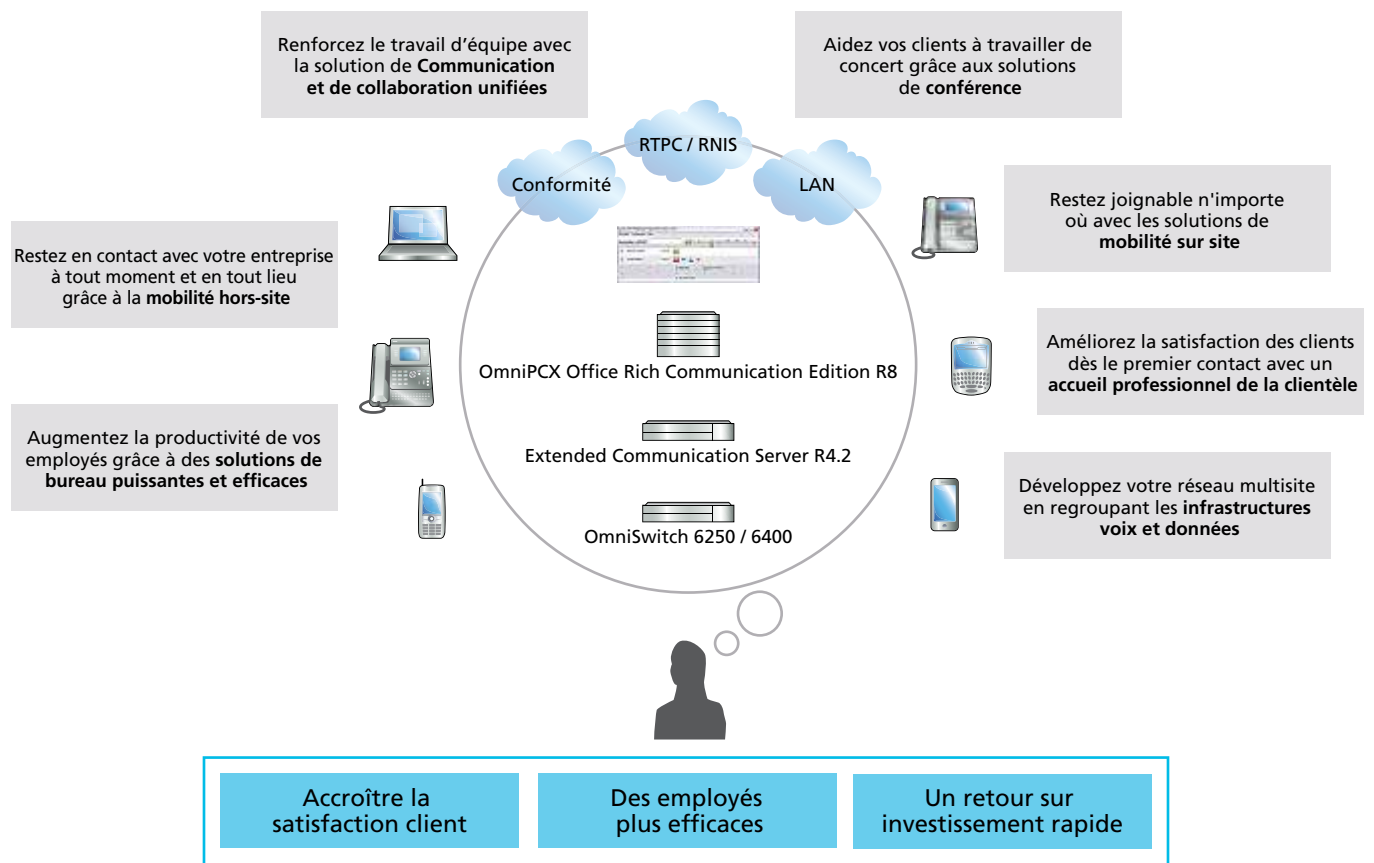 Renforcez le travail d’équipe avec
la solution de Communication
et de collaboration unifiées
Aidez vos clients à travailler de
concert grâce aux solutions
de conférence
RTPC / RNIS
Conformité
LAN
Restez en contact avec votre entreprise
à tout moment et en tout lieu
grâce à la mobilité hors-site
Restez joignable n'importe
où avec les solutions de
mobilité sur site
OmniPCX Office Rich Communication Edition R8
Améliorez la satisfaction des clients
dès le premier contact avec un
accueil professionnel de la clientèle
Augmentez la productivité de vos
employés grâce à des solutions de
bureau puissantes et efficaces
Extended Communication Server R4.2
OmniSwitch 6250 / 6400
Développez votre réseau multisite
en regroupant les infrastructures
voix et données
Accroître la
satisfaction client
Des employés
plus efficaces
Un retour sur
investissement rapide